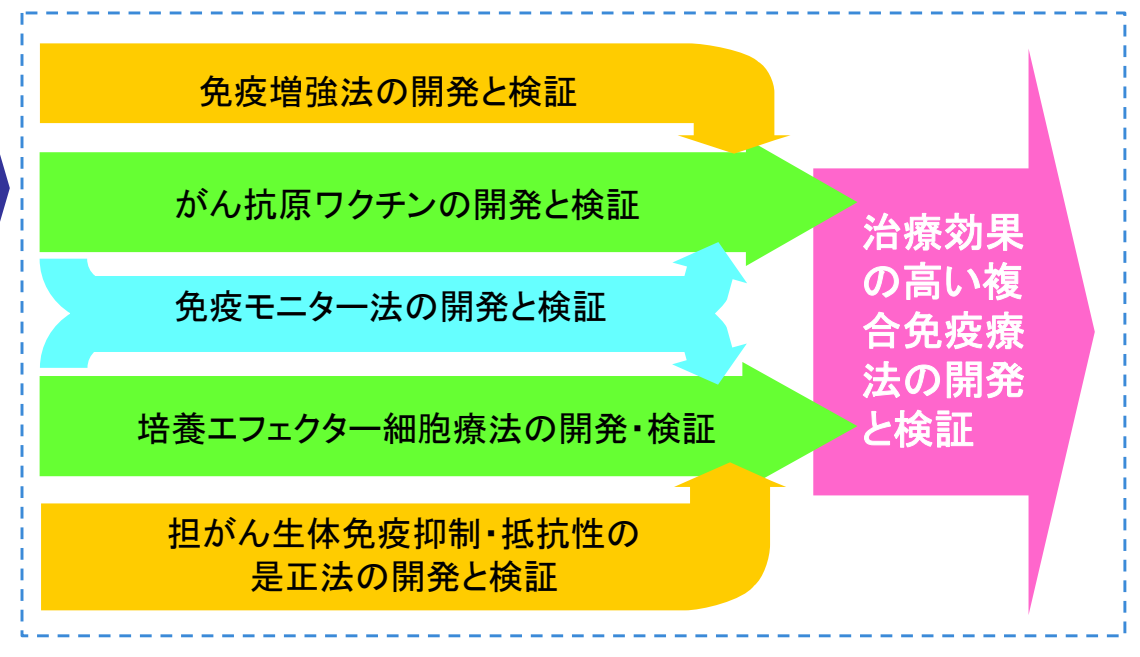 免疫増強法の開発と検証
がん抗原ワクチンの開発と検証
免疫モニター法の開発と検証
培養エフェクター細胞療法の開発・検証
担がん生体免疫抑制・抵抗性の
是正法の開発と検証
治療効果
の高い複
合免疫療
法の開発
と検証